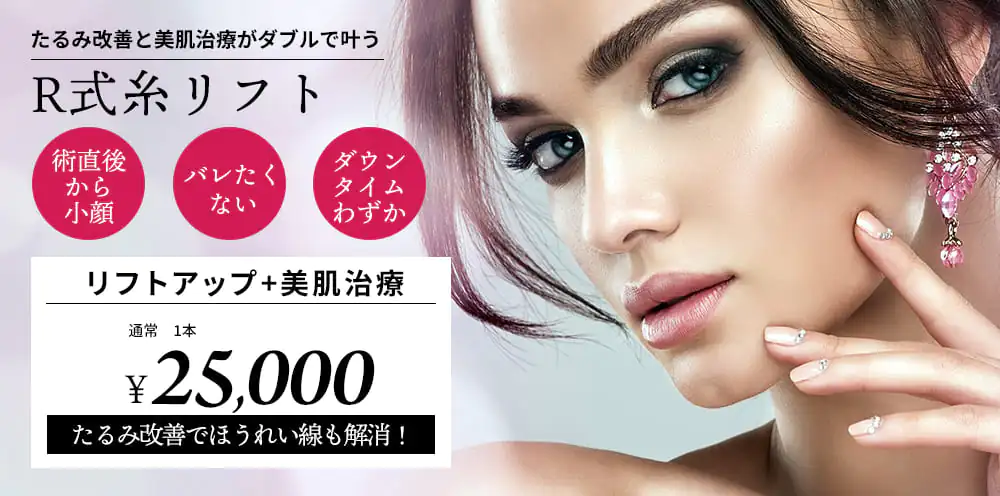 たるみ改善と美肌治療がダブルで叶う
R式糸リフト
術直後
から
小顔
バレたく
ない
ダウン
タイム
わずか
リフトアップ+美肌治療
通常 1本
¥25,000
たるみ改善でほうれい線も解消！